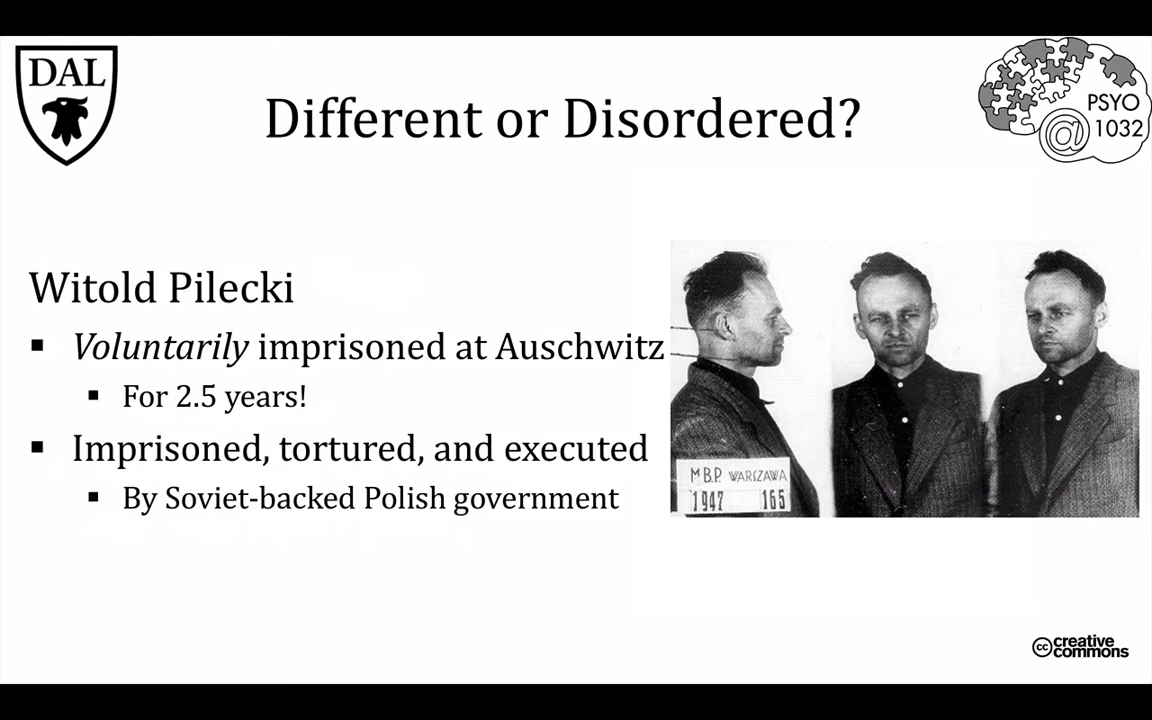 DAL
Different or Disordered?
PSYO
@ 1032
Witold Pilecki
▪ Voluntarily imprisoned at Auschwitz
▪ For 2.5 years!
▪ Imprisoned, tortured, and executed
▪ By Soviet-backed Polish government
M.B.P. WARSZAWA
1947 165
cc creative
commons